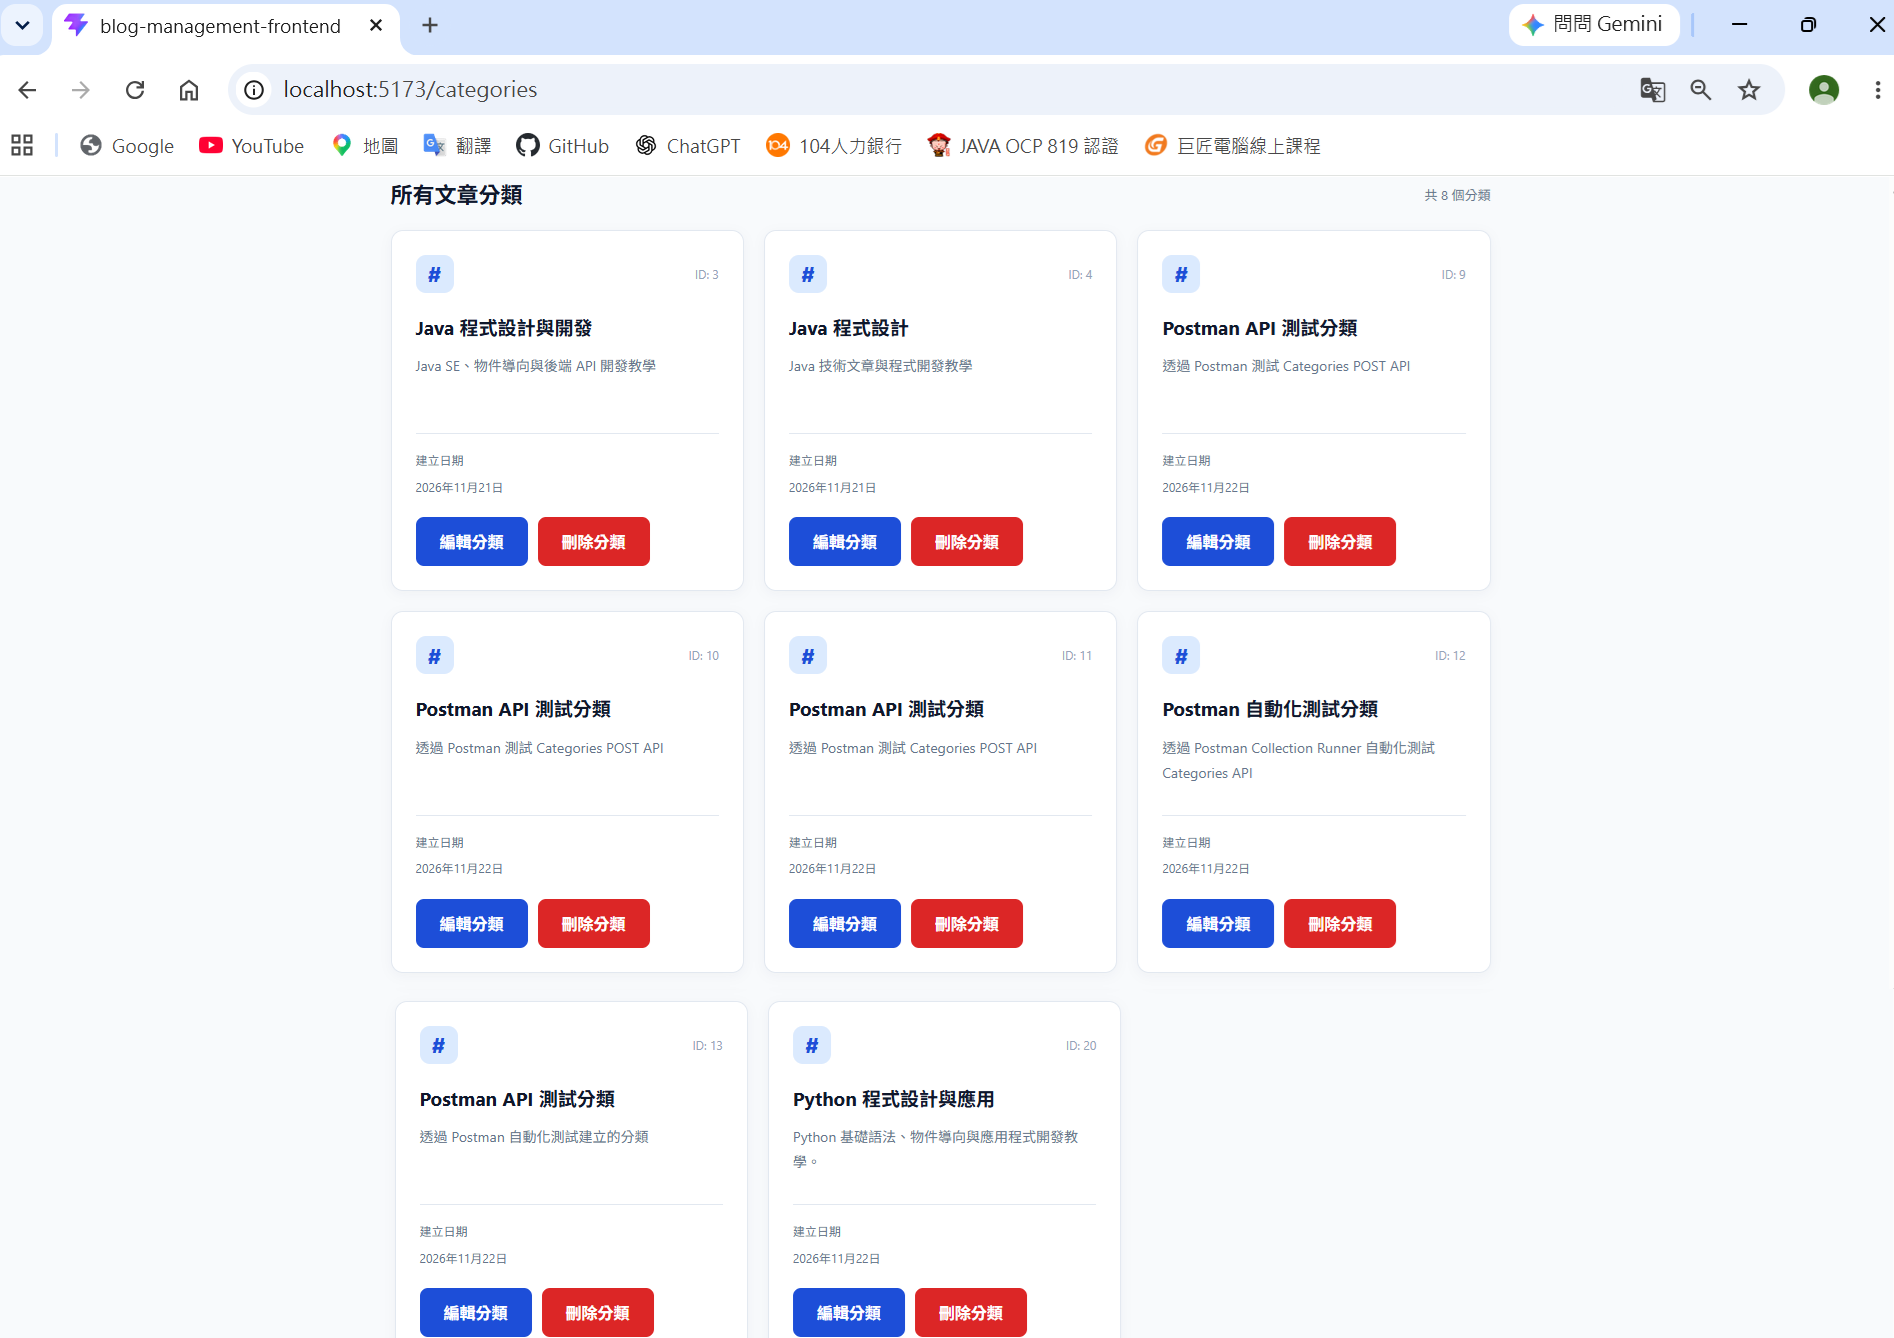 blog-management-frontend
問問 Gemini
localhost:5173/categories
Google
YouTube
地圖
翻譯
GitHub
ChatGPT
104人力銀行
JAVA OCP 819 認證
巨匠電腦線上課程
所有文章分類
共 8 個分類
#
ID: 3
Java 程式設計與開發
Java SE、物件導向與後端 API 開發教學
建立日期
2026年11月21日
編輯分類
刪除分類
#
ID: 4
Java 程式設計
Java 技術文章與程式開發教學
建立日期
2026年11月21日
編輯分類
刪除分類
#
ID: 9
Postman API 測試分類
透過 Postman 測試 Categories POST API
建立日期
2026年11月22日
編輯分類
刪除分類
#
ID: 10
Postman API 測試分類
透過 Postman 測試 Categories POST API
建立日期
2026年11月22日
編輯分類
刪除分類
#
ID: 11
Postman API 測試分類
透過 Postman 測試 Categories POST API
建立日期
2026年11月22日
編輯分類
刪除分類
#
ID: 12
Postman 自動化測試分類
透過 Postman Collection Runner 自動化測試
Categories API
建立日期
2026年11月22日
編輯分類
刪除分類
#
ID: 13
Postman API 測試分類
透過 Postman 自動化測試建立的分類
建立日期
2026年11月22日
編輯分類
刪除分類
#
ID: 20
Python 程式設計與應用
Python 基礎語法、物件導向與應用程式開發教
學。
建立日期
2026年11月22日
編輯分類
刪除分類